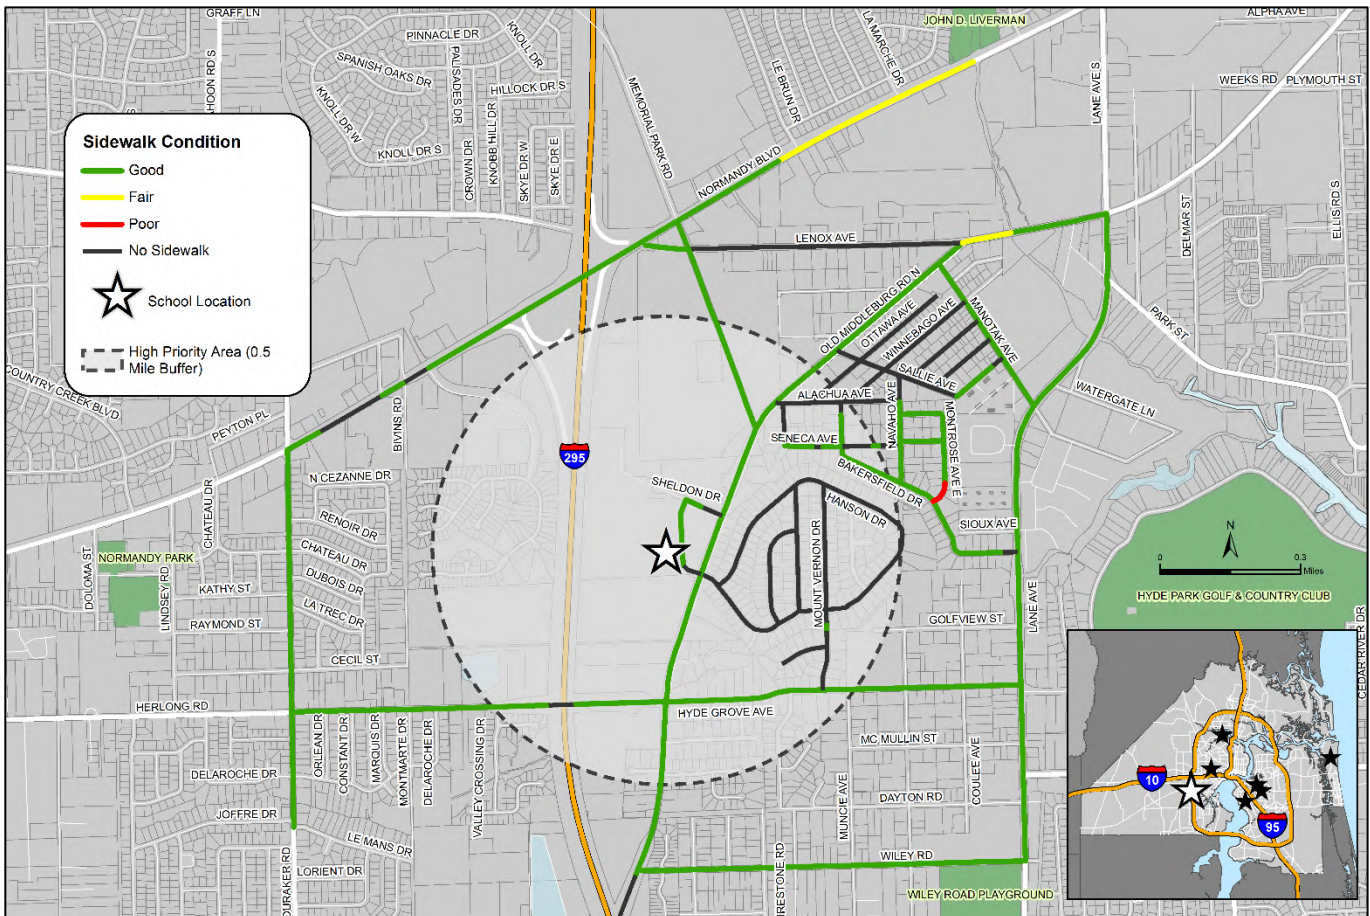 GRAFF LN
PINNACLE DR
KNOLL DR
PALISADES DR
SPANISH OAKS DR
HILLOCK DR S
KNOLL DR W
KNOLL DR S
CROWN DR
KNOBB HILL DR
SKYE DR W
SKYE DR E
MEMORIAL PARK RD
LA MARCHE DR
LE BRUN DR
JOHN D. LIVERMAN
ALPHA AVE
LANE AVE S
WEEKS RD
PLYMOUTH ST
NORMANDY BLVD
DELMAR ST
ELLIS RD S
Sidewalk Condition
Good
Fair
Poor
No Sidewalk
School Location
High Priority Area (0.5
Mile Buffer)
LENOX AVE
OLD MIDDLEBURG RD N
OTTAWA AVE
WINNEBAGO AVE
MANOTAK AVE
PARK ST
SALLIE AVE
ALACHUA AVE
WATERGATE LN
COUNTRY CREEK BLVD
PEYTON PL
BIVINS RD
295
SENECA AVE
NAVAHO AVE
MONTROSE AVE E
BAKERSFIELD DR
N CEZANNE DR
CHATEAU DR
SHELDON DR
HANSON DR
SIOUX AVE
RENOIR DR
CHATEAU DR
DUBOIS DR
LA TREC DR
NORMANDY PARK
DOLOMA ST
LINDSEY RD
KATHY ST
RAYMOND ST
MOUNT VERNON DR
LANE AVE
GOLFVIEW ST
N
0
0.3
Miles
HYDE PARK GOLF & COUNTRY CLUB
CEDAR RIVER DR
CECIL ST
HERLONG RD
HYDE GROVE AVE
ORLEAN DR
CONSTANT DR
MARQUIS DR
MONTMARTE DR
DELAROCHE DR
VALLEY CROSSING DR
MC MULLIN ST
COULEE AVE
DELAROCHE DR
MUNCIE AVE
DAYTON RD
JOFFRE DR
LE MANS DR
LORIENT DR
WILEY RD
WILEY ROAD PLAYGROUND
10
95